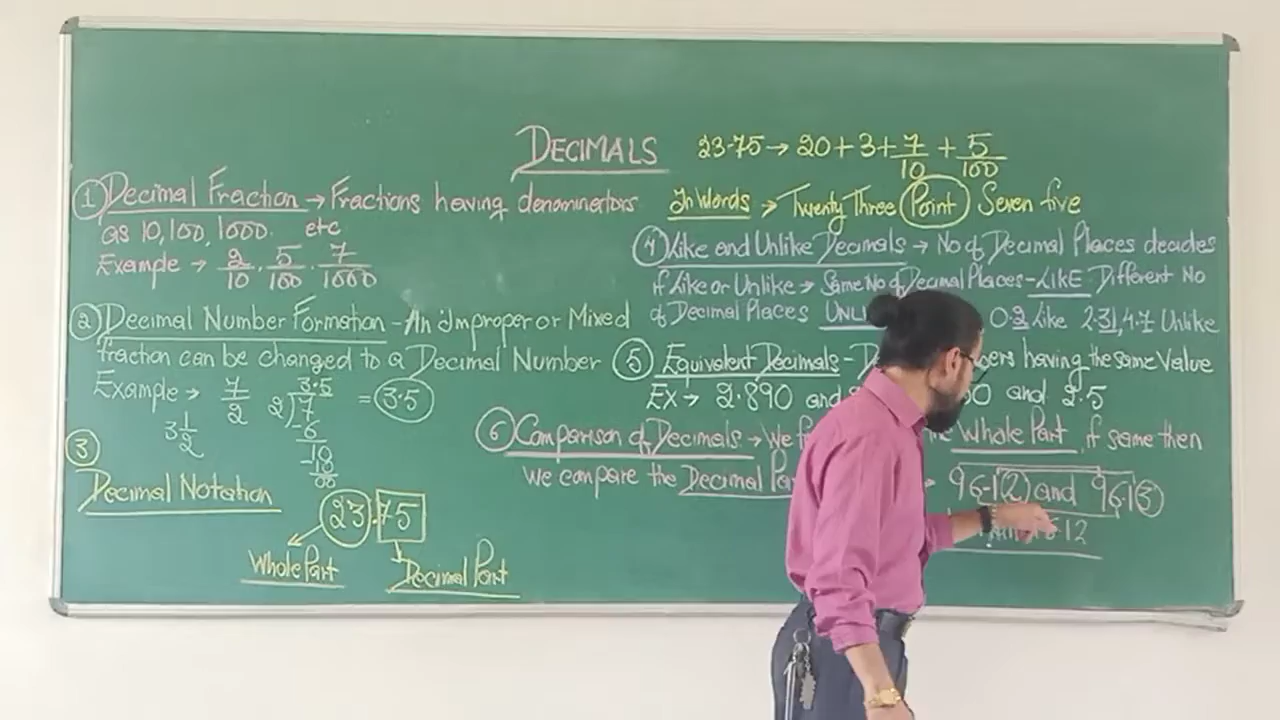 DECIMALS
23.75 → 20 + 3 + 7/10 + 5/100
① Decimal Fraction → Fractions having denominators
as 10, 100, 1000. etc
Example → 2/10, 5/100, 7/1000
② Decimal Number Formation - An improper or Mixed
fraction can be changed to a Decimal Number
Example → 7/2
3 1/2
3.5
2)7
-6
10
-10
00
= 3.5
③
Decimal Notation
23.75
Whole Part
Decimal Part
In Words → Twenty Three Point Seven five
④ Like and Unlike Decimals → No of Decimal Places decides
if Like or Unlike → Same No of Decimal Places - LIKE Different No
of Decimal Places Like 2.31, 4.7 Unlike
⑤ Equivalent Decimals - having the same Value
Ex → 2.890 and and 2.5
⑥ Comparison of Decimals → We Whole Part, if same then
we compare the Decimal
96.12 and 96.13